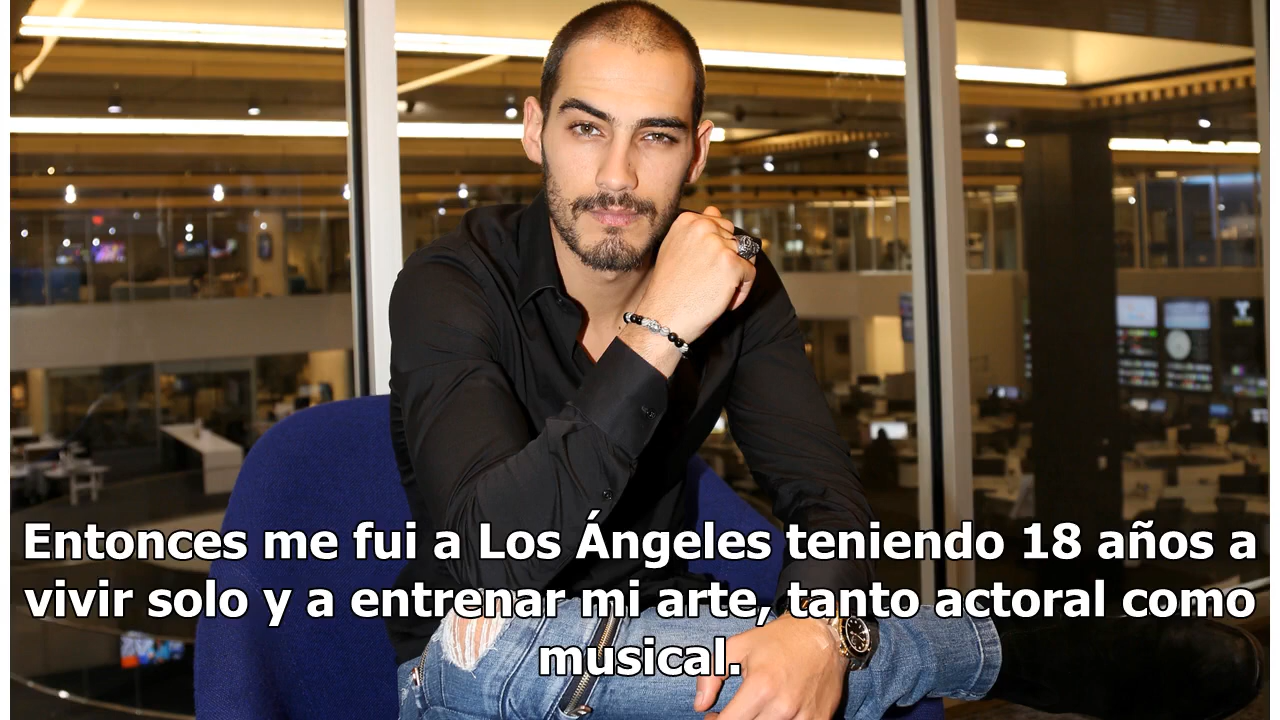 Entonces me fui a Los Ángeles teniendo 18 años a
vivir solo y a entrenar mi arte, tanto actoral como
musical.